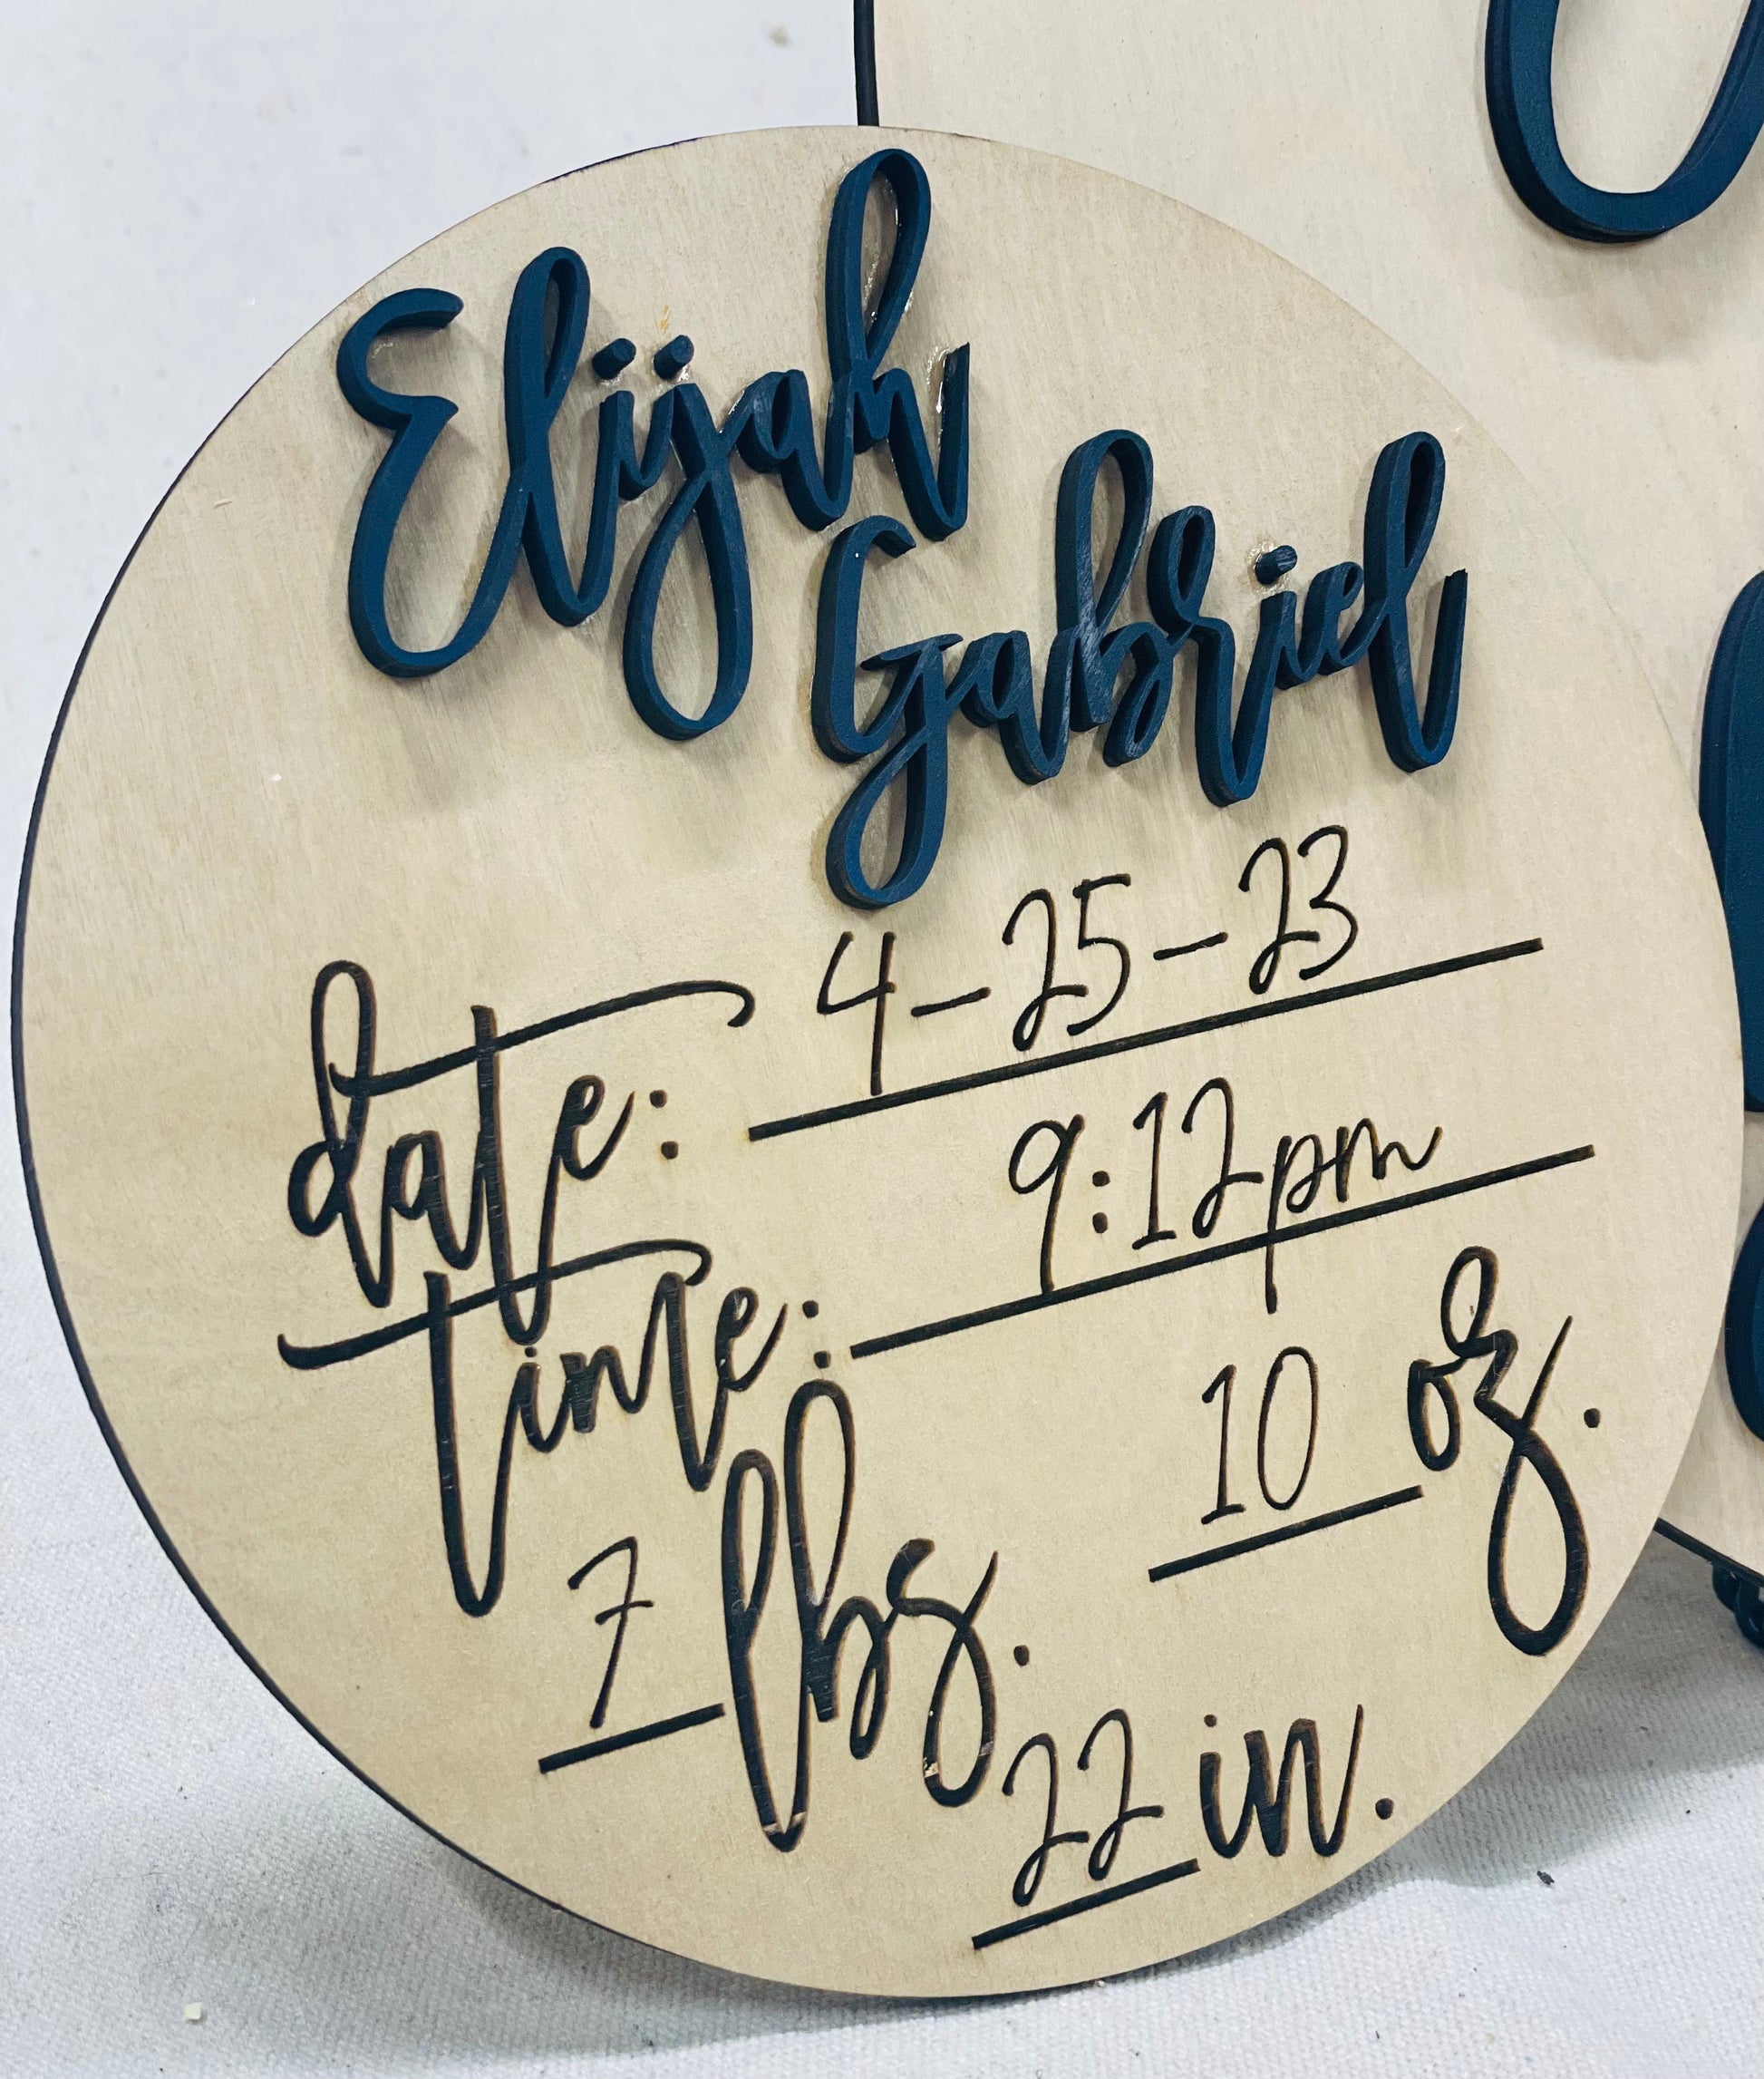 Elijah
Gabriel
date: 4-25-23
time: 9:12pm
7 lbs. 10 oz.
22 in.